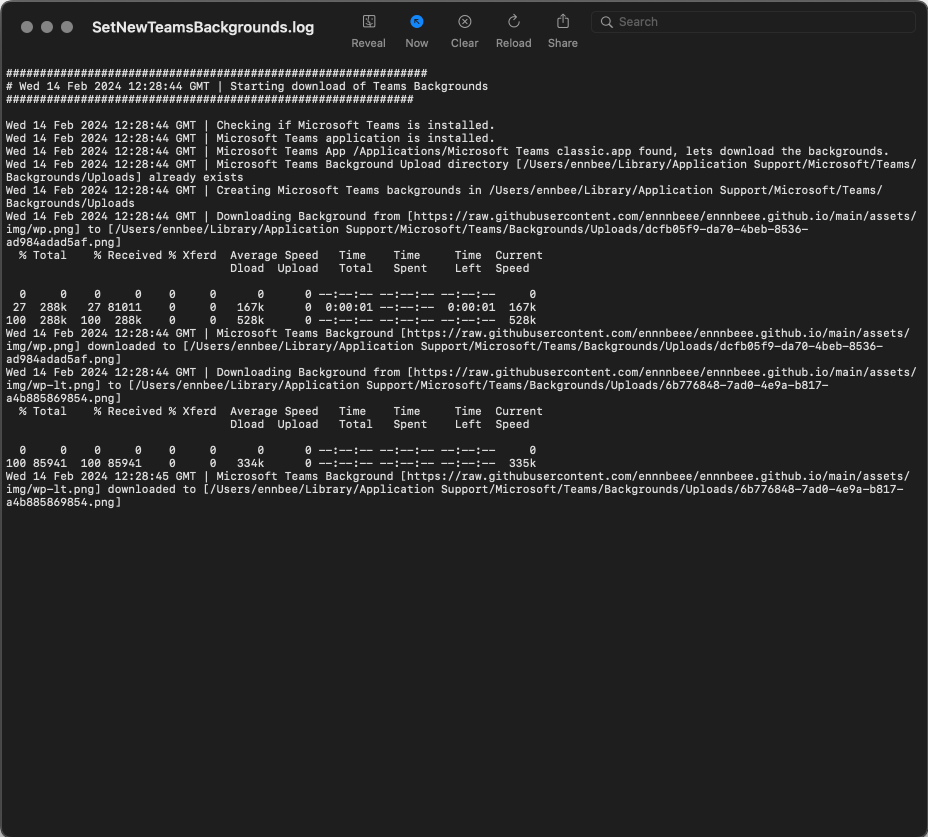 SetNewTeamsBackgrounds.log
Reveal Now Clear Reload Share
Search
##############################################################
# Wed 14 Feb 2024 12:28:44 GMT | Starting download of Teams Backgrounds
############################################################
Wed 14 Feb 2024 12:28:44 GMT | Checking if Microsoft Teams is installed.
Wed 14 Feb 2024 12:28:44 GMT | Microsoft Teams application is installed.
Wed 14 Feb 2024 12:28:44 GMT | Microsoft Teams App /Applications/Microsoft Teams classic.app found, lets download the backgrounds.
Wed 14 Feb 2024 12:28:44 GMT | Microsoft Teams Background Upload directory [/Users/ennbee/Library/Application Support/Microsoft/Teams/
Backgrounds/Uploads] already exists
Wed 14 Feb 2024 12:28:44 GMT | Creating Microsoft Teams backgrounds in /Users/ennbee/Library/Application Support/Microsoft/Teams/
Backgrounds/Uploads
Wed 14 Feb 2024 12:28:44 GMT | Downloading Background from [https://raw.githubusercontent.com/ennnbeee/ennnbeee.github.io/main/assets/
img/wp.png] to [/Users/ennbee/Library/Application Support/Microsoft/Teams/Backgrounds/Uploads/dcfb05f9-da70-4beb-8536-
ad984adad5af.png]
  % Total    % Received % Xferd  Average Speed   Time    Time     Time  Current
                                 Dload  Upload   Total   Spent    Left  Speed
  0     0    0     0    0     0      0      0 --:--:-- --:--:-- --:--:--     0
 27  288k   27 81011    0     0   167k      0  0:00:01 --:--:--  0:00:01  167k
100  288k  100  288k    0     0   528k      0 --:--:-- --:--:-- --:--:--  528k
Wed 14 Feb 2024 12:28:44 GMT | Microsoft Teams Background [https://raw.githubusercontent.com/ennnbeee/ennnbeee.github.io/main/assets/
img/wp.png] downloaded to [/Users/ennbee/Library/Application Support/Microsoft/Teams/Backgrounds/Uploads/dcfb05f9-da70-4beb-8536-
ad984adad5af.png]
Wed 14 Feb 2024 12:28:44 GMT | Downloading Background from [https://raw.githubusercontent.com/ennnbeee/ennnbeee.github.io/main/assets/
img/wp-lt.png] to [/Users/ennbee/Library/Application Support/Microsoft/Teams/Backgrounds/Uploads/6b776848-7ad0-4e9a-b817-
a4b885869854.png]
  % Total    % Received % Xferd  Average Speed   Time    Time     Time  Current
                                 Dload  Upload   Total   Spent    Left  Speed
  0     0    0     0    0     0      0      0 --:--:-- --:--:-- --:--:--     0
100 85941  100 85941    0     0   334k      0 --:--:-- --:--:-- --:--:--  335k
Wed 14 Feb 2024 12:28:45 GMT | Microsoft Teams Background [https://raw.githubusercontent.com/ennnbeee/ennnbeee.github.io/main/assets/
img/wp-lt.png] downloaded to [/Users/ennbee/Library/Application Support/Microsoft/Teams/Backgrounds/Uploads/6b776848-7ad0-4e9a-b817-
a4b885869854.png]